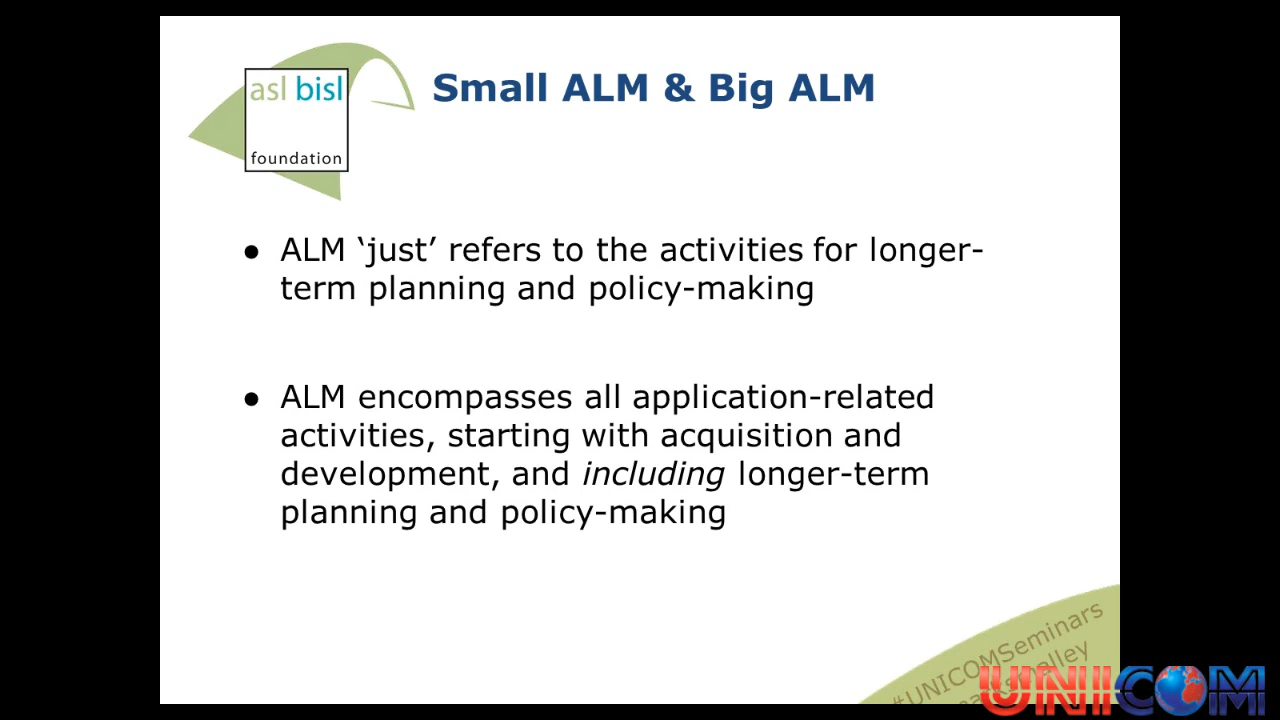 asl bisl
foundation
Small ALM & Big ALM
● ALM ‘just’ refers to the activities for longer-
term planning and policy-making
● ALM encompasses all application-related
activities, starting with acquisition and
development, and including longer-term
planning and policy-making
#UNICOMSeminars
UNICOM